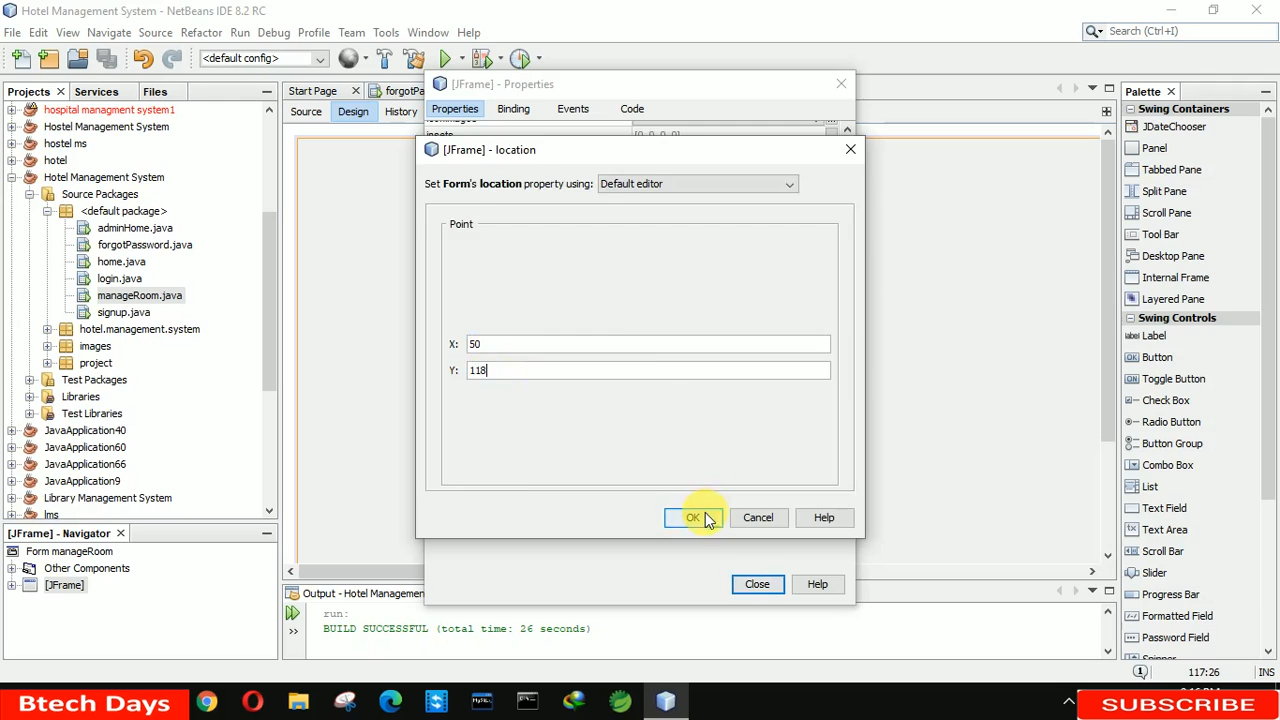 Hotel Management System - NetBeans IDE 8.2 RC
File Edit View Navigate Source Refactor Run Debug Profile Team Tools Window Help
Search (Ctrl+I)
<default config>
Projects Services Files
hospital managment system1
Hostel Management System
hostel ms
hotel
Hotel Management System
Source Packages
<default package>
adminHome.java
forgotPassword.java
home.java
login.java
manageRoom.java
signup.java
hotel.management.system
images
project
Test Packages
Libraries
Test Libraries
JavaApplication40
JavaApplication60
JavaApplication66
JavaApplication9
Library Management System
lms
[JFrame] - Navigator
Form manageRoom
Other Components
[JFrame]
Start Page
forgotPa
Source Design History
[JFrame] - Properties
Properties Binding Events Code
insets [0, 0, 0, 0]
[JFrame] - location
Set Form's location property using: Default editor
Point
X: 50
Y: 118
OK Cancel Help
Close Help
Output - Hotel Managemen
run:
BUILD SUCCESSFUL (total time: 26 seconds)
Palette
Swing Containers
JDateChooser
Panel
Tabbed Pane
Split Pane
Scroll Pane
Tool Bar
Desktop Pane
Internal Frame
Layered Pane
Swing Controls
Label
Button
Toggle Button
Check Box
Radio Button
Button Group
Combo Box
List
Text Field
Text Area
Scroll Bar
Slider
Progress Bar
Formatted Field
Password Field
Spinner
1 117:26 INS
Btech Days
SUBSCRIBE